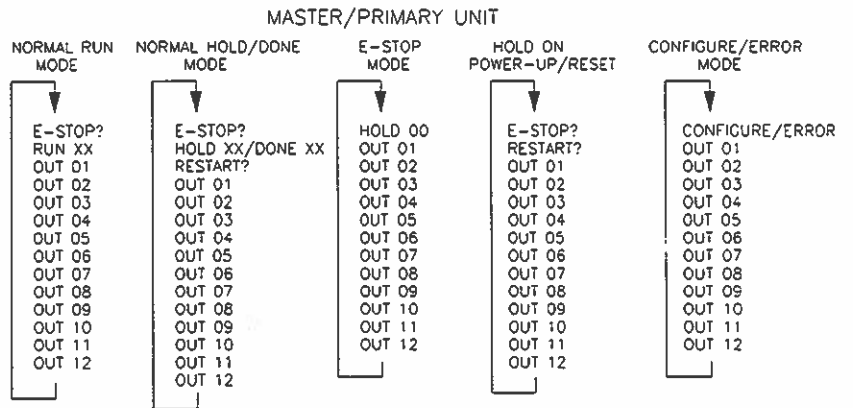 MASTER/PRIMARY UNIT
NORMAL RUN
MODE
E-STOP?
RUN XX
OUT 01
OUT 02
OUT 03
OUT 04
OUT 05
OUT 06
OUT 07
OUT 08
OUT 09
OUT 10
OUT 11
OUT 12
NORMAL HOLD/DONE
MODE
E-STOP?
HOLD XX/DONE XX
RESTART?
OUT 01
OUT 02
OUT 03
OUT 04
OUT 05
OUT 06
OUT 07
OUT 08
OUT 09
OUT 10
OUT 11
OUT 12
E-STOP
MODE
HOLD 00
OUT 01
OUT 02
OUT 03
OUT 04
OUT 05
OUT 06
OUT 07
OUT 08
OUT 09
OUT 10
OUT 11
OUT 12
HOLD ON
POWER-UP/RESET
E-STOP?
RESTART?
OUT 01
OUT 02
OUT 03
OUT 04
OUT 05
OUT 06
OUT 07
OUT 08
OUT 09
OUT 10
OUT 11
OUT 12
CONFIGURE/ERROR
MODE
CONFIGURE/ERROR
OUT 01
OUT 02
OUT 03
OUT 04
OUT 05
OUT 06
OUT 07
OUT 08
OUT 09
OUT 10
OUT 11
OUT 12